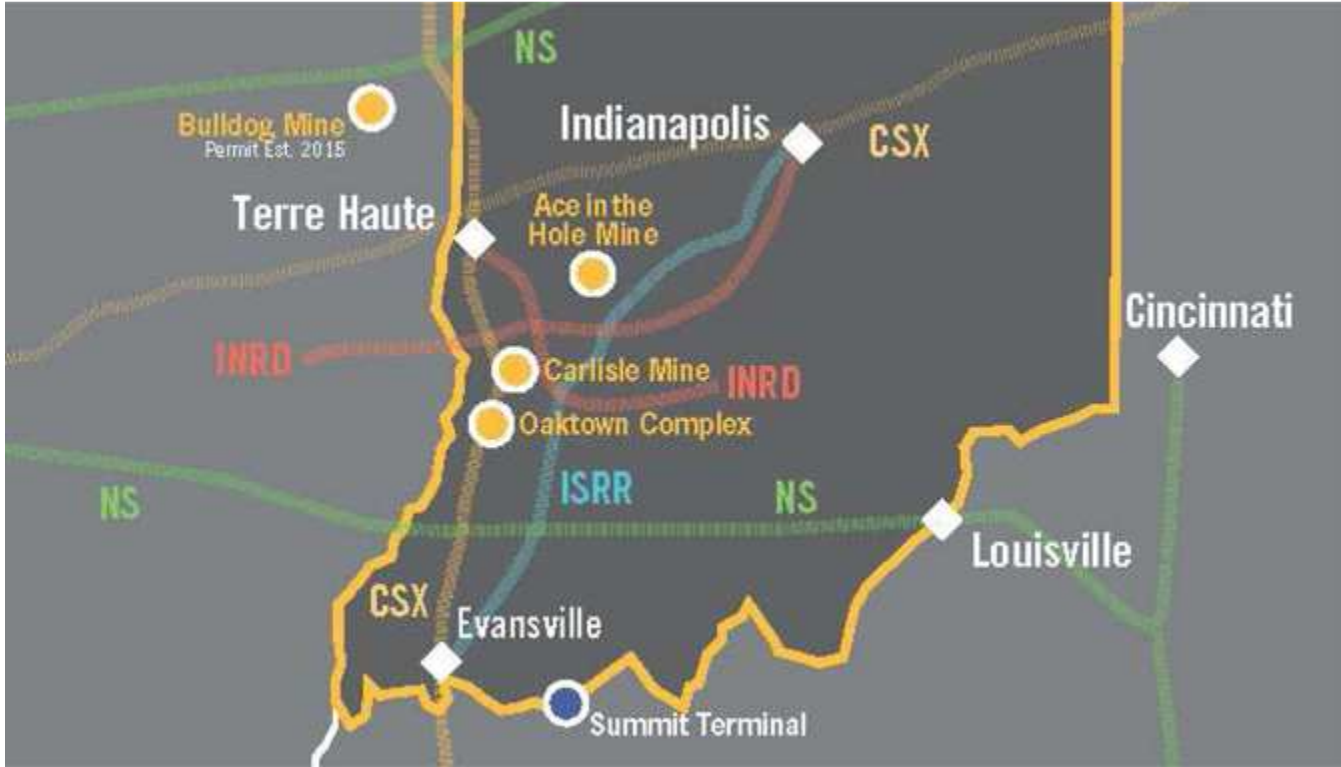 NS
Bulldog Mine
Permit Est. 2015
Indianapolis
CSX
Terre Haute
Ace in the
Hole Mine
Cincinnati
INRD
Carlisle Mine
INRD
Oaktown Complex
NS
ISRR
NS
Louisville
CSX
Evansville
Summit Terminal